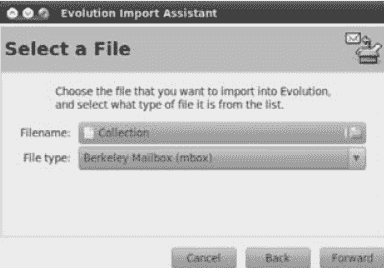 Evolution Import Assistant
Select a File
Choose the file that you want to import into Evolution,
and select what type of file it is from the list.
Filename: Collection
File type: Berkeley Mailbox (mbox)
Cancel Back Forward